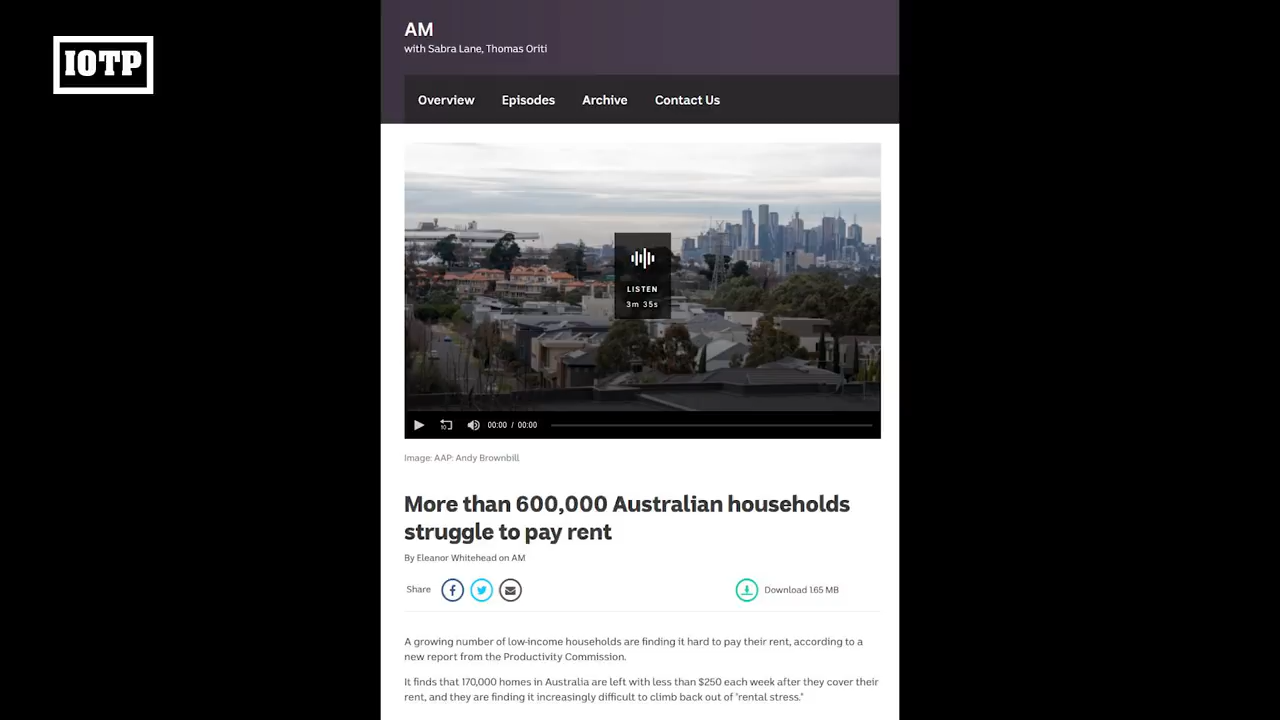 IOTP
AM
with Sabra Lane, Thomas Oriti
Overview Episodes Archive Contact Us
LISTEN
3m 35s
10
00:00 / 00:00
Image: AAP: Andy Brownbill
More than 600,000 Australian households
struggle to pay rent
By Eleanor Whitehead on AM
Share
Download 1.65 MB
A growing number of low-income households are finding it hard to pay their rent, according to a
new report from the Productivity Commission.
It finds that 170,000 homes in Australia are left with less than $250 each week after they cover their
rent, and they are finding it increasingly difficult to climb back out of "rental stress."